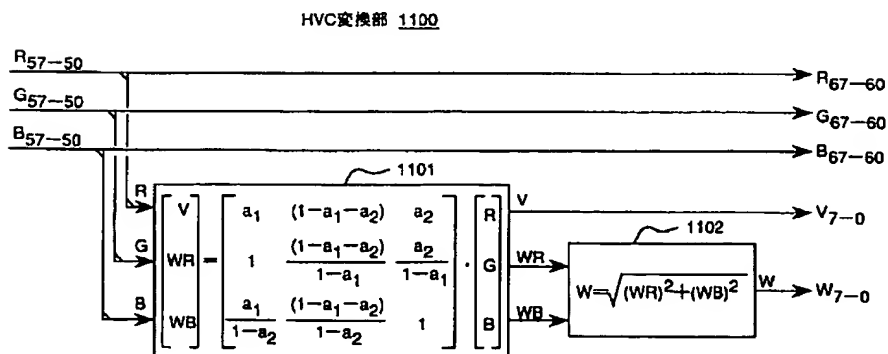 HVC変換部 1100
R57-50
R67-60
G57-50
G67-60
B57-50
B67-60
1101
R
V
V7-0
G
WR
1102
B
WB
[V WR WB] = [a1 (1-a1-a2) a2
1 (1-a1-a2)/(1-a1) a2/(1-a1)
a1/(1-a2) (1-a1-a2)/(1-a2) 1] · [R G B]
W=√(WR)2+(WB)2
W
W7-0